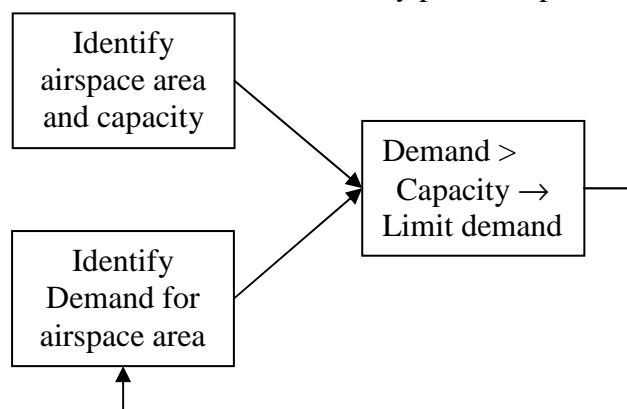 Identify
airspace area
and capacity
Demand >
Capacity →
Limit demand
Identify
Demand for
airspace area